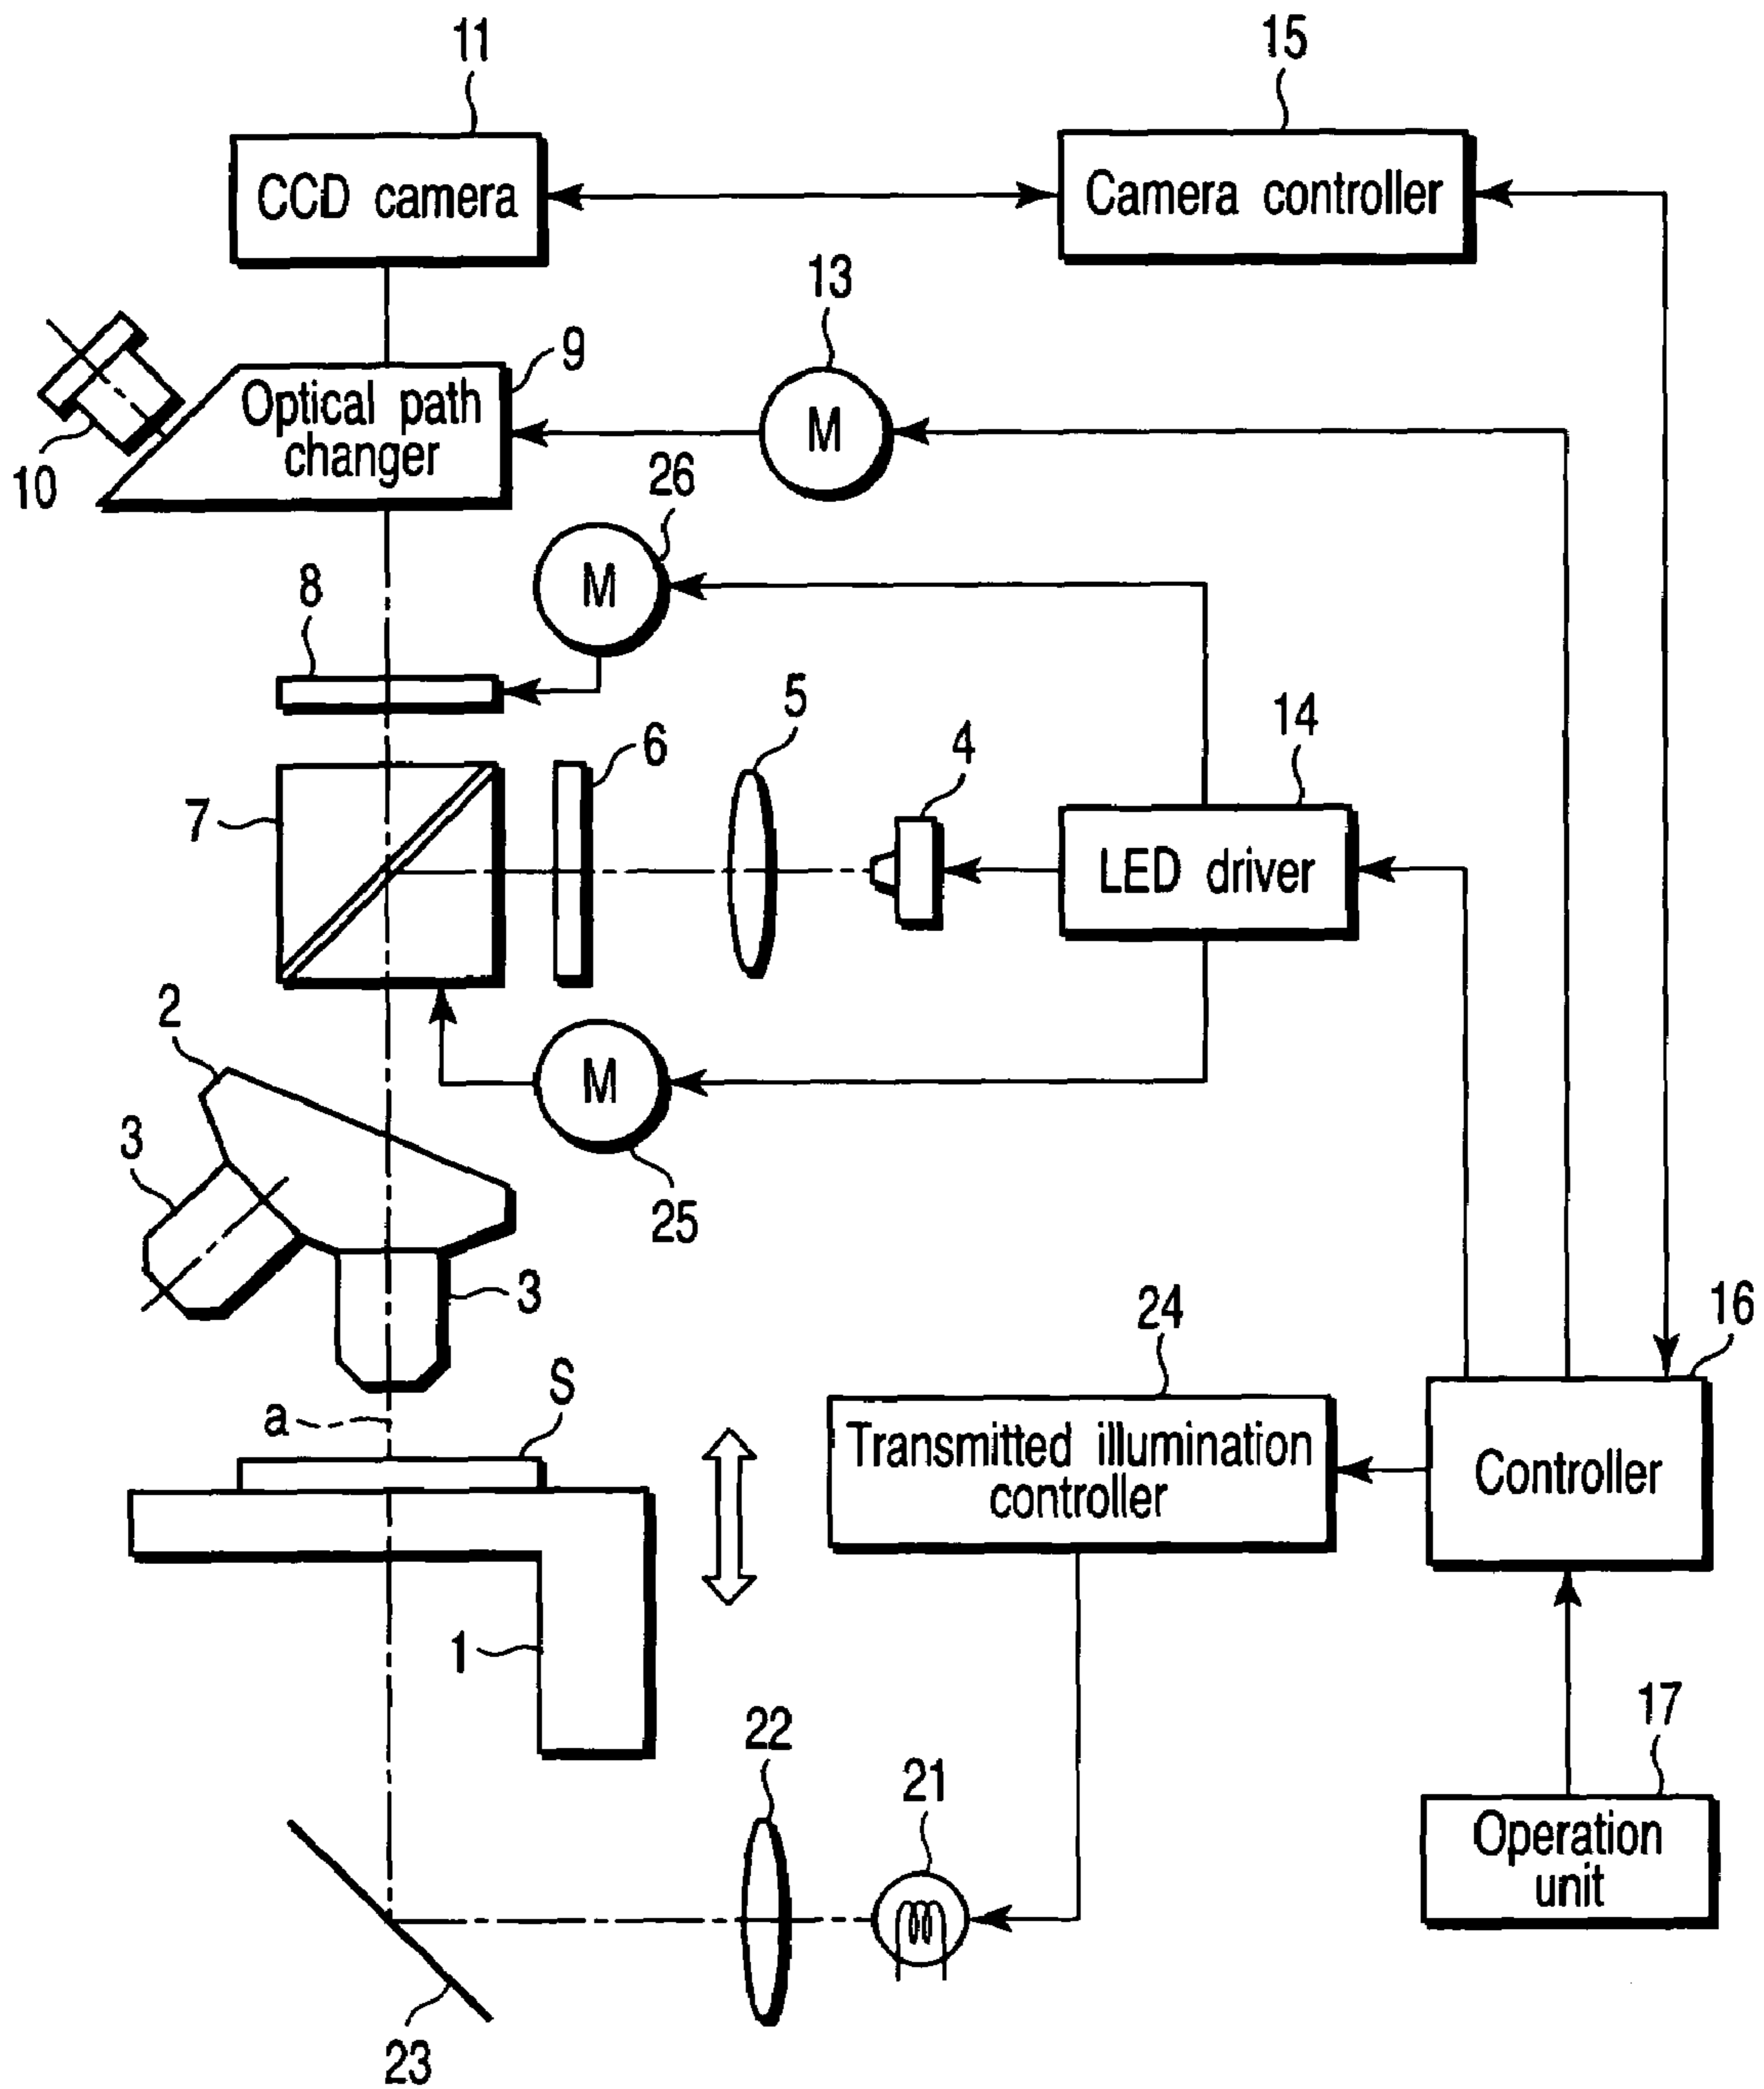 11
15
CCD camera
Camera controller
13
9
Optical path
changer
M
10
26
M
8
5
6
4
14
7
LED driver
2
M
3
25
3
24
16
S
a
Transmitted illumination
controller
Controller
1
17
22
21
Operation
unit
23